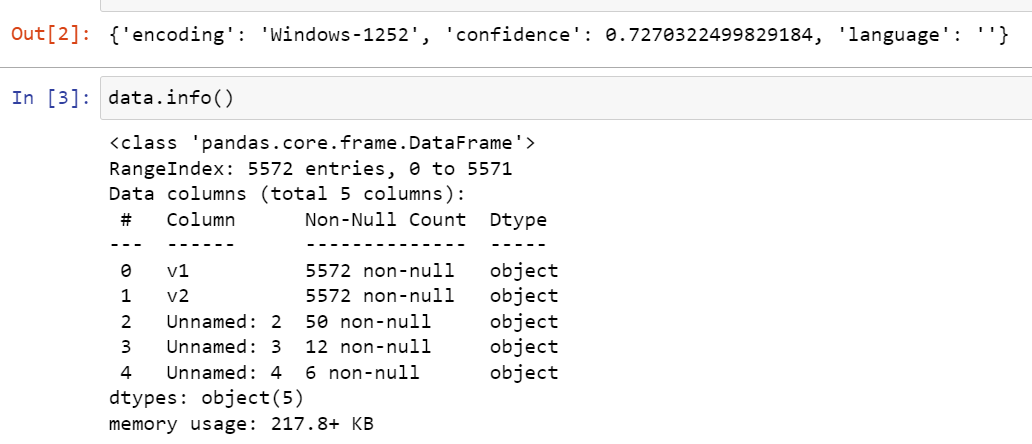 Out[2]: {'encoding': 'Windows-1252', 'confidence': 0.7270322499829184, 'language': ''}
In [3]: data.info()
<class 'pandas.core.frame.DataFrame'>
RangeIndex: 5572 entries, 0 to 5571
Data columns (total 5 columns):
 #   Column      Non-Null Count  Dtype
---  ------      --------------  -----
 0   v1          5572 non-null   object
 1   v2          5572 non-null   object
 2   Unnamed: 2  50 non-null     object
 3   Unnamed: 3  12 non-null     object
 4   Unnamed: 4  6 non-null      object
dtypes: object(5)
memory usage: 217.8+ KB